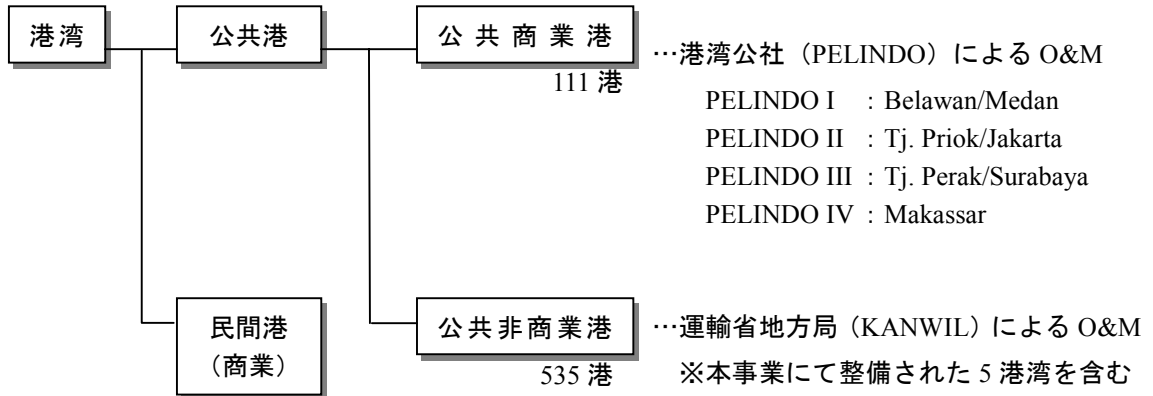 港湾
公共港
公共商業港
111 港
…港湾公社（PELINDO）による O&M
PELINDO I : Belawan/Medan
PELINDO II : Tj. Priok/Jakarta
PELINDO III : Tj. Perak/Surabaya
PELINDO IV : Makassar
民間港
（商業）
公共非商業港
535 港
…運輸省地方局（KANWIL）による O&M
※本事業にて整備された 5 港湾を含む